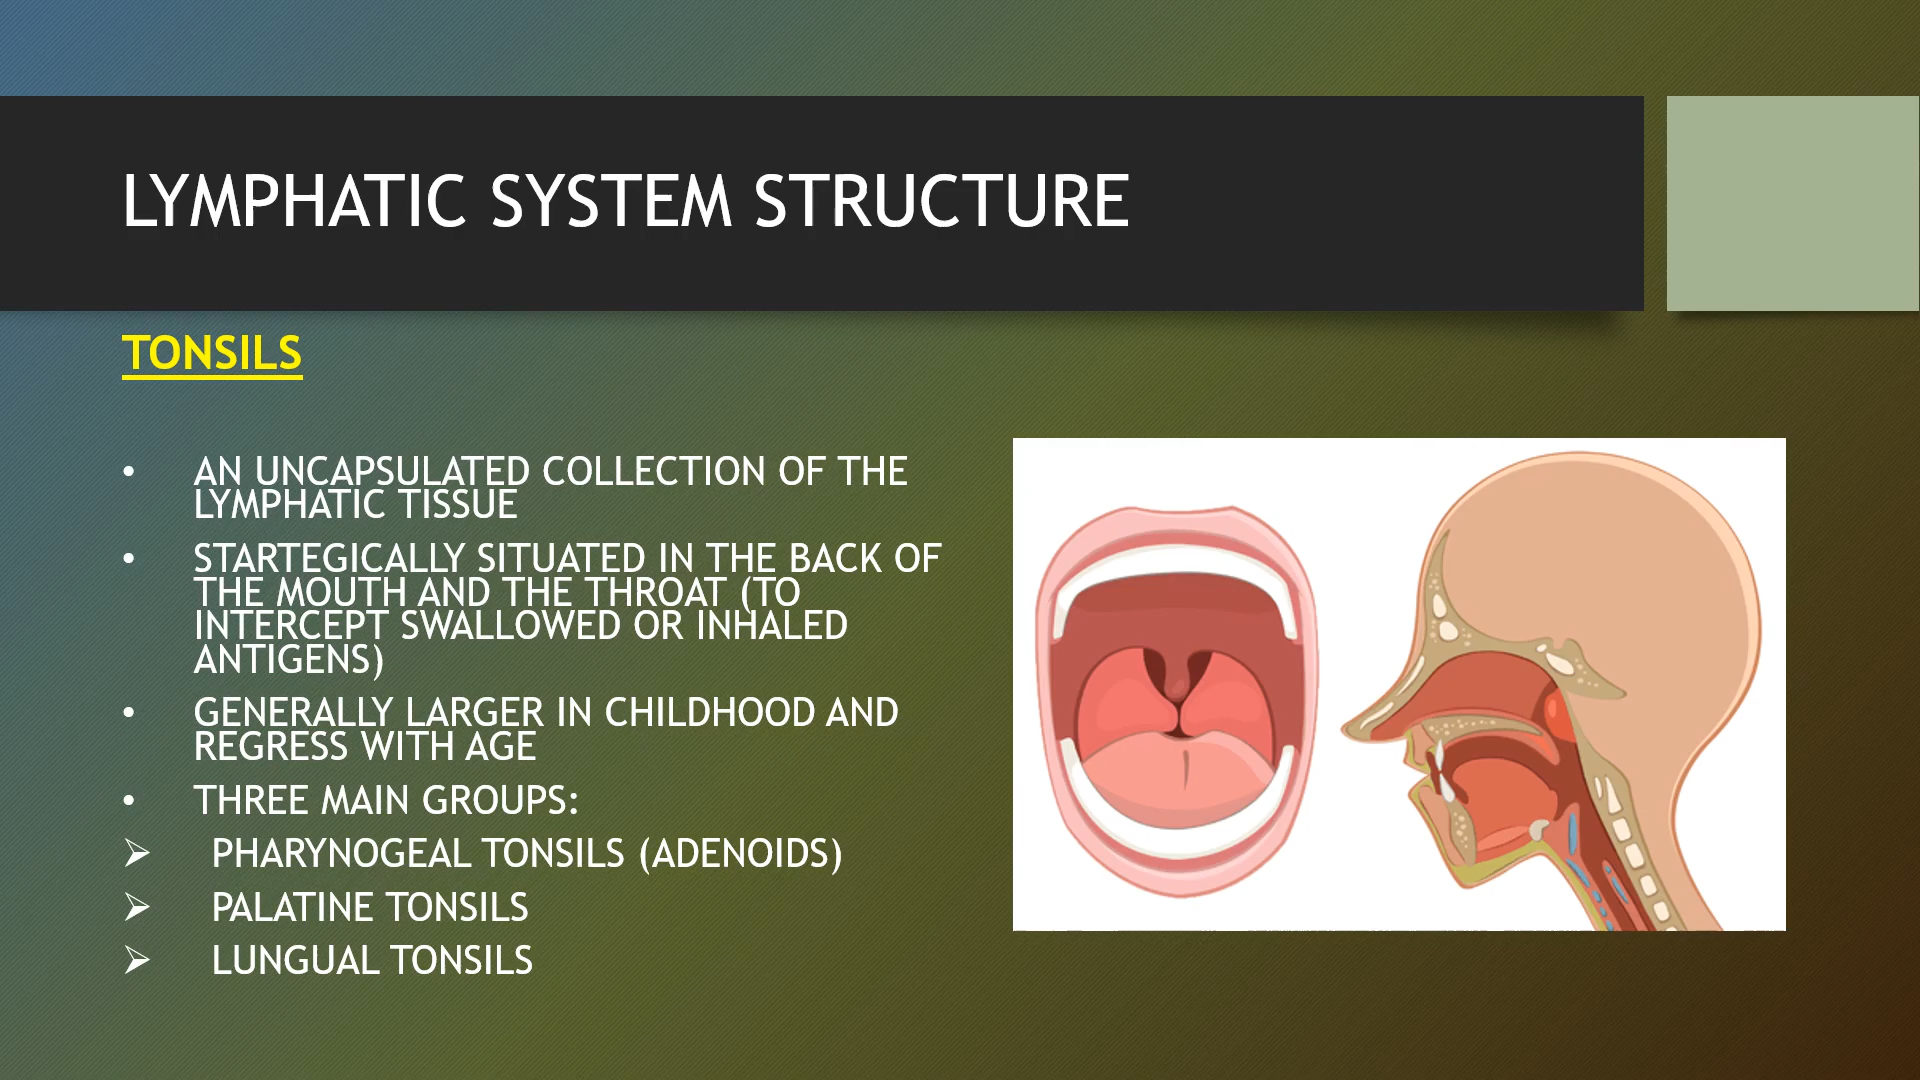 LYMPHATIC SYSTEM STRUCTURE
TONSILS
• AN UNCAPSULATED COLLECTION OF THE
LYMPHATIC TISSUE
• STARTEGICALLY SITUATED IN THE BACK OF
THE MOUTH AND THE THROAT (TO
INTERCEPT SWALLOWED OR INHALED
ANTIGENS)
• GENERALLY LARGER IN CHILDHOOD AND
REGRESS WITH AGE
• THREE MAIN GROUPS:
➢ PHARYNOGEAL TONSILS (ADENOIDS)
➢ PALATINE TONSILS
➢ LUNGUAL TONSILS